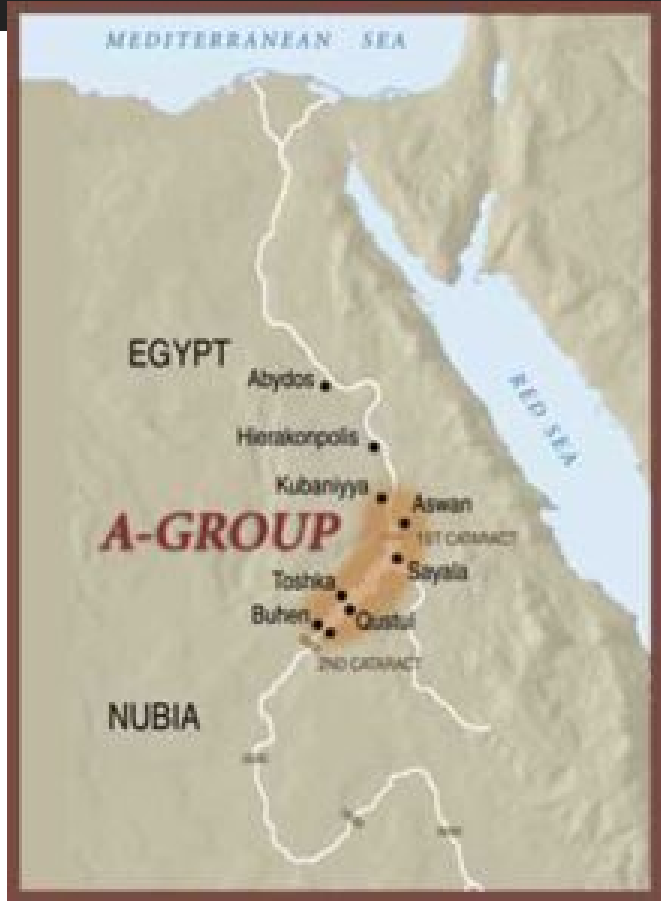 MEDITERRANEAN SEA
EGYPT
Abydos
RED SEA
Hierakonpolis
Kubaniyya
Aswan
A-GROUP
1ST CATARACT
Sayala
Toshka
Buhen
Qustul
2ND CATARACT
NUBIA